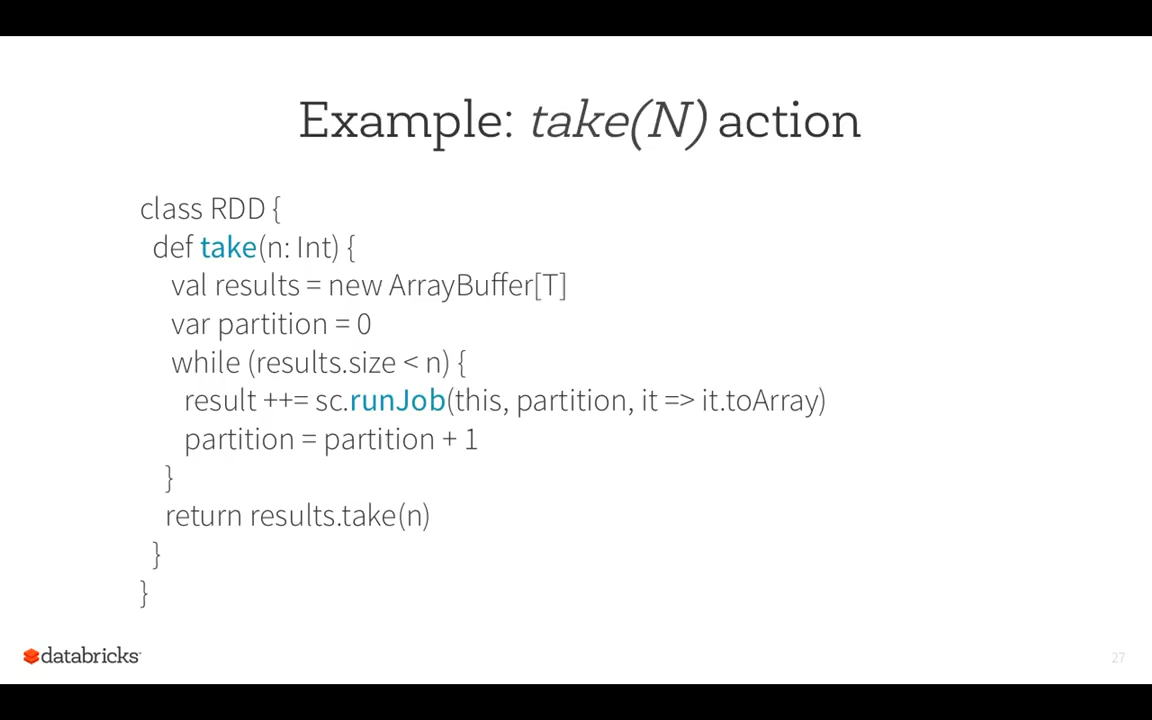 Example: take(N) action
class RDD {
def take(n: Int) {
val results = new ArrayBuffer[T]
var partition = 0
while (results.size < n) {
result ++= sc.runJob(this, partition, it => it.toArray)
partition = partition + 1
}
return results.take(n)
}
}
databricks
27